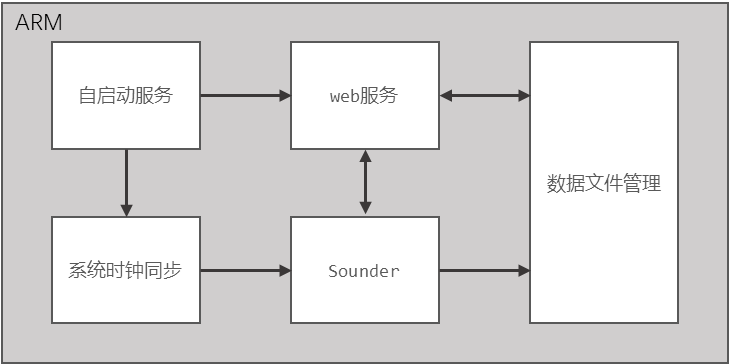 ARM
自启动服务
web服务
数据文件管理
系统时钟同步
Sounder